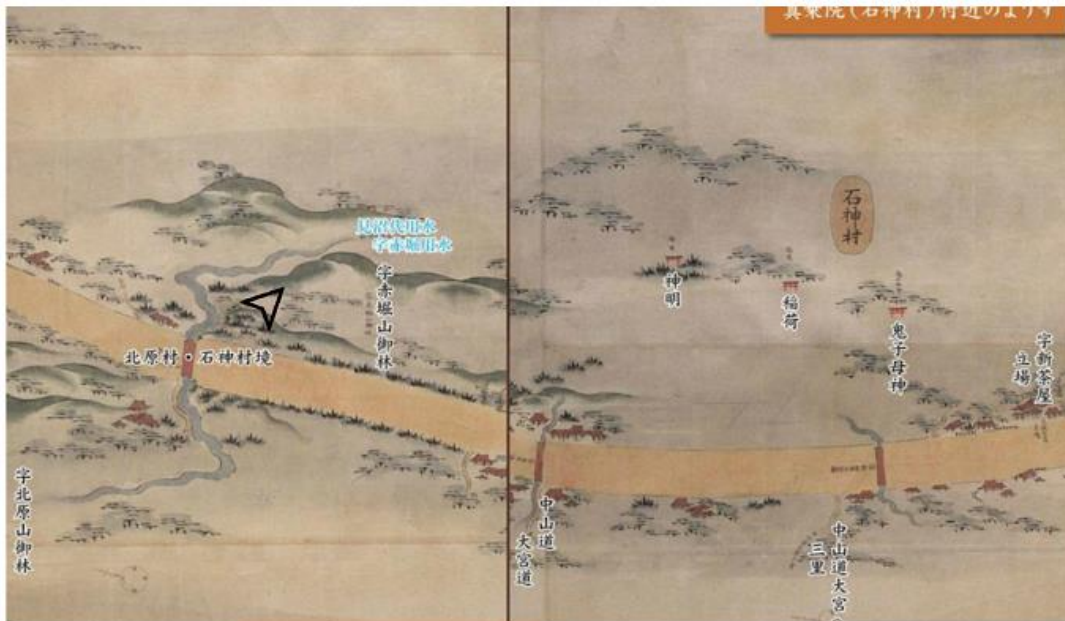 真乗院(石神村)付近のようす
石神村
見沼代用水
字赤堀用水
神明
稲荷
鬼子母神
字新茶屋
立場
字赤堀山御林
北原村・石神村境
字北原山御林
中山道
大宮道
中山道大宮
三里